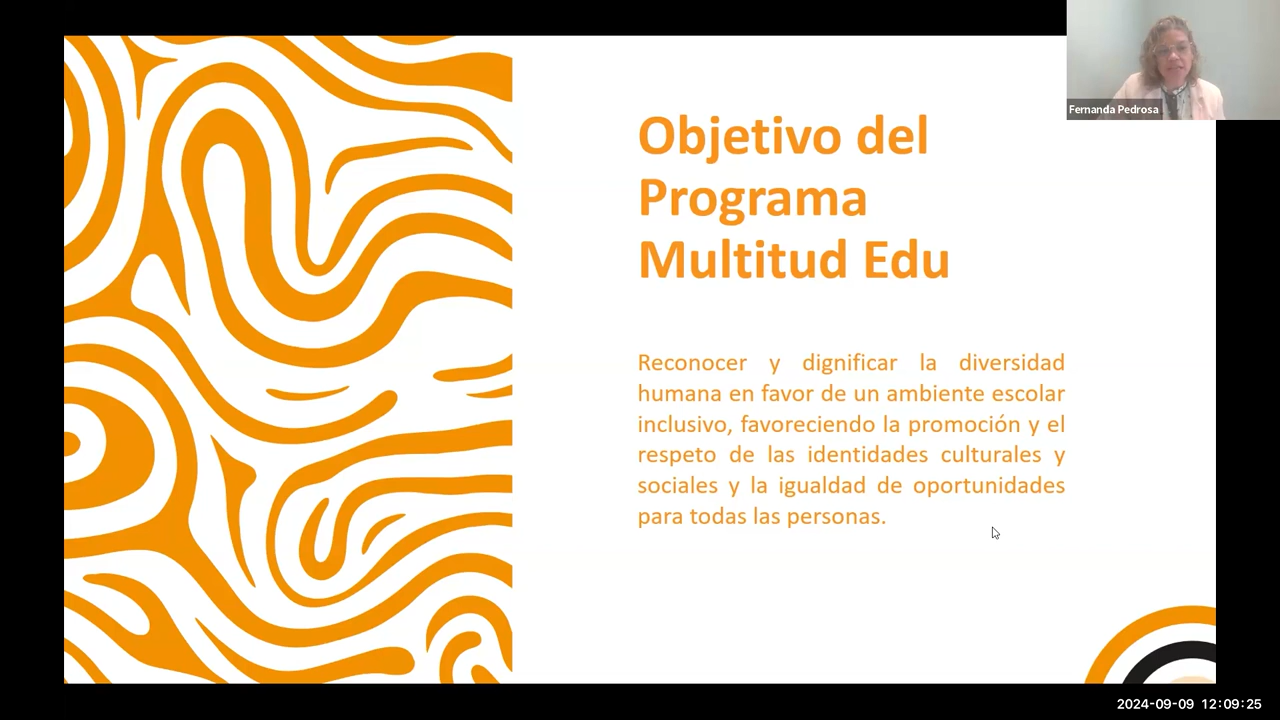 Fernanda Pedrosa
Objetivo del
Programa
Multitud Edu
Reconocer y dignificar la diversidad
humana en favor de un ambiente escolar
inclusivo, favoreciendo la promoción y el
respeto de las identidades culturales y
sociales y la igualdad de oportunidades
para todas las personas.
2024-09-09 12:09:25